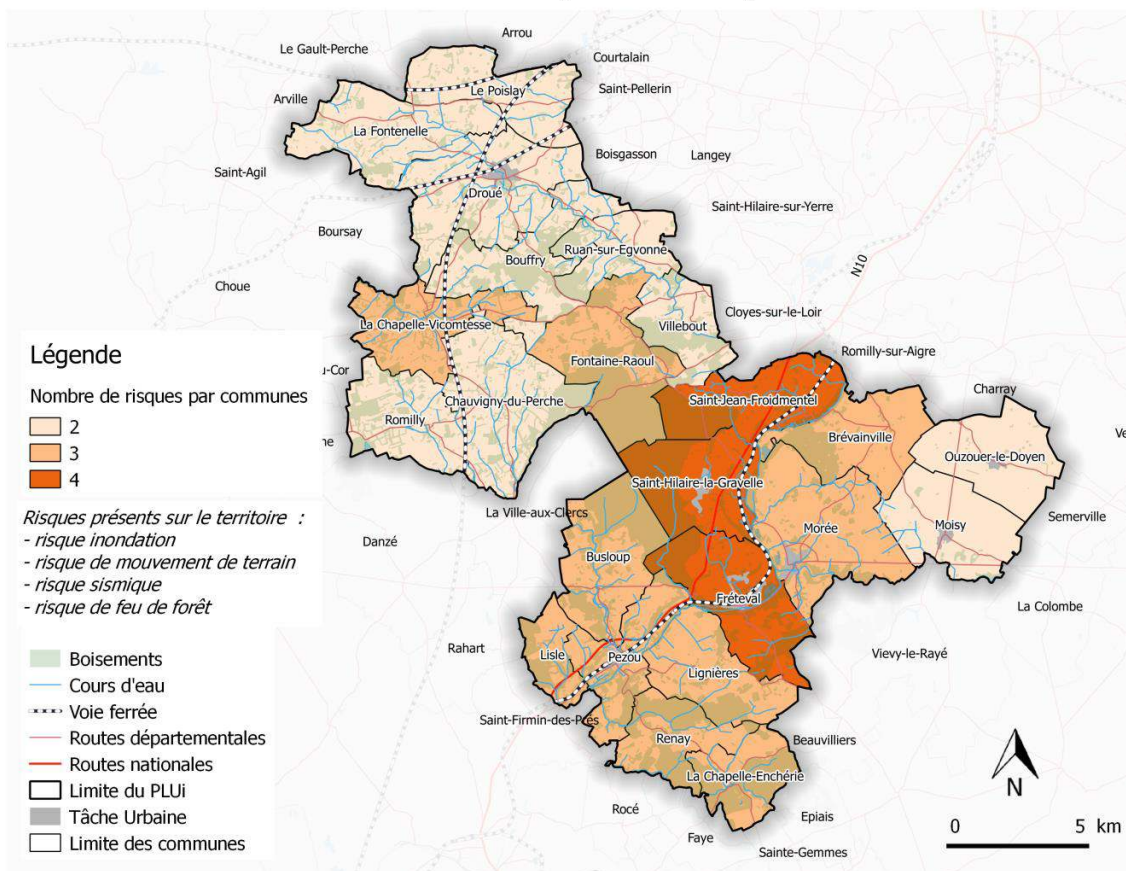 Arrou
Le Gault-Perche
Courtalain
Le Poislay
Saint-Pellerin
Arville
La Fontenelle
Boisgasson
Langey
Saint-Agil
Droué
Saint-Hilaire-sur-Yerre
Boursay
Ruan-sur-Egvonne
Bouffry
N10
Choue
Cloyes-sur-le-Loir
La Chapelle-Vicomtesse
Villebout
Romilly-sur-Aigre
Fontaine-Raoul
u-Cor
Charray
Chauvigny-du-Perche
Saint-Jean-Froidmentel
Romilly
Brévainville
ne
Ve
Ouzouer-le-Doyen
Saint-Hilaire-la-Gravelle
La Ville-aux-Clercs
Semerville
Moisy
Morée
Danzé
Busloup
Fréteval
La Colombe
Rahart
Lisle
Pezou
Vievy-le-Rayé
Lignières
Saint-Firmin-des-Prés
Renay
Beauvilliers
La Chapelle-Enchérie
Rocé
Epiais
Faye
Sainte-Gemmes
Légende
Nombre de risques par communes
2
3
4
Risques présents sur le territoire :
- risque inondation
- risque de mouvement de terrain
- risque sismique
- risque de feu de forêt
Boisements
Cours d'eau
Voie ferrée
Routes départementales
Routes nationales
Limite du PLUi
Tâche Urbaine
Limite des communes
N
0 5 km